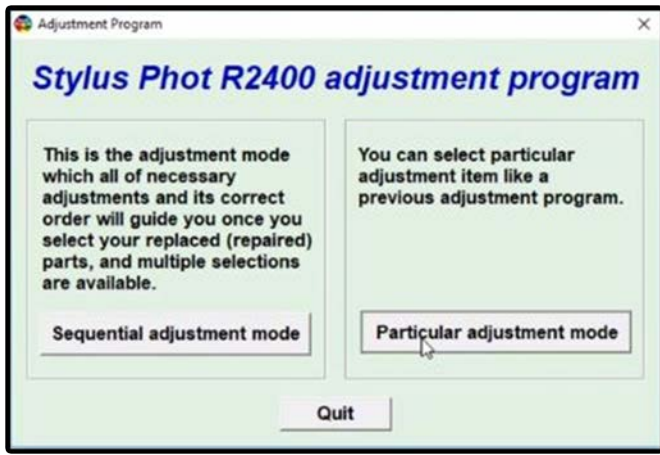 Adjustment Program
Stylus Phot R2400 adjustment program
This is the adjustment mode
which all of necessary
adjustments and its correct
order will guide you once you
select your replaced (repaired)
parts, and multiple selections
are available.
Sequential adjustment mode
You can select particular
adjustment item like a
previous adjustment program.
Particular adjustment mode
Quit